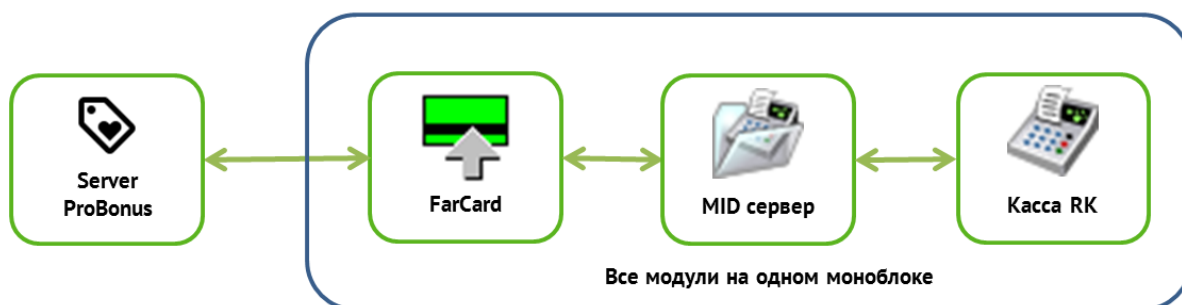 Server
ProBonus
FarCard
MID сервер
Касса RK
Все модули на одном моноблоке